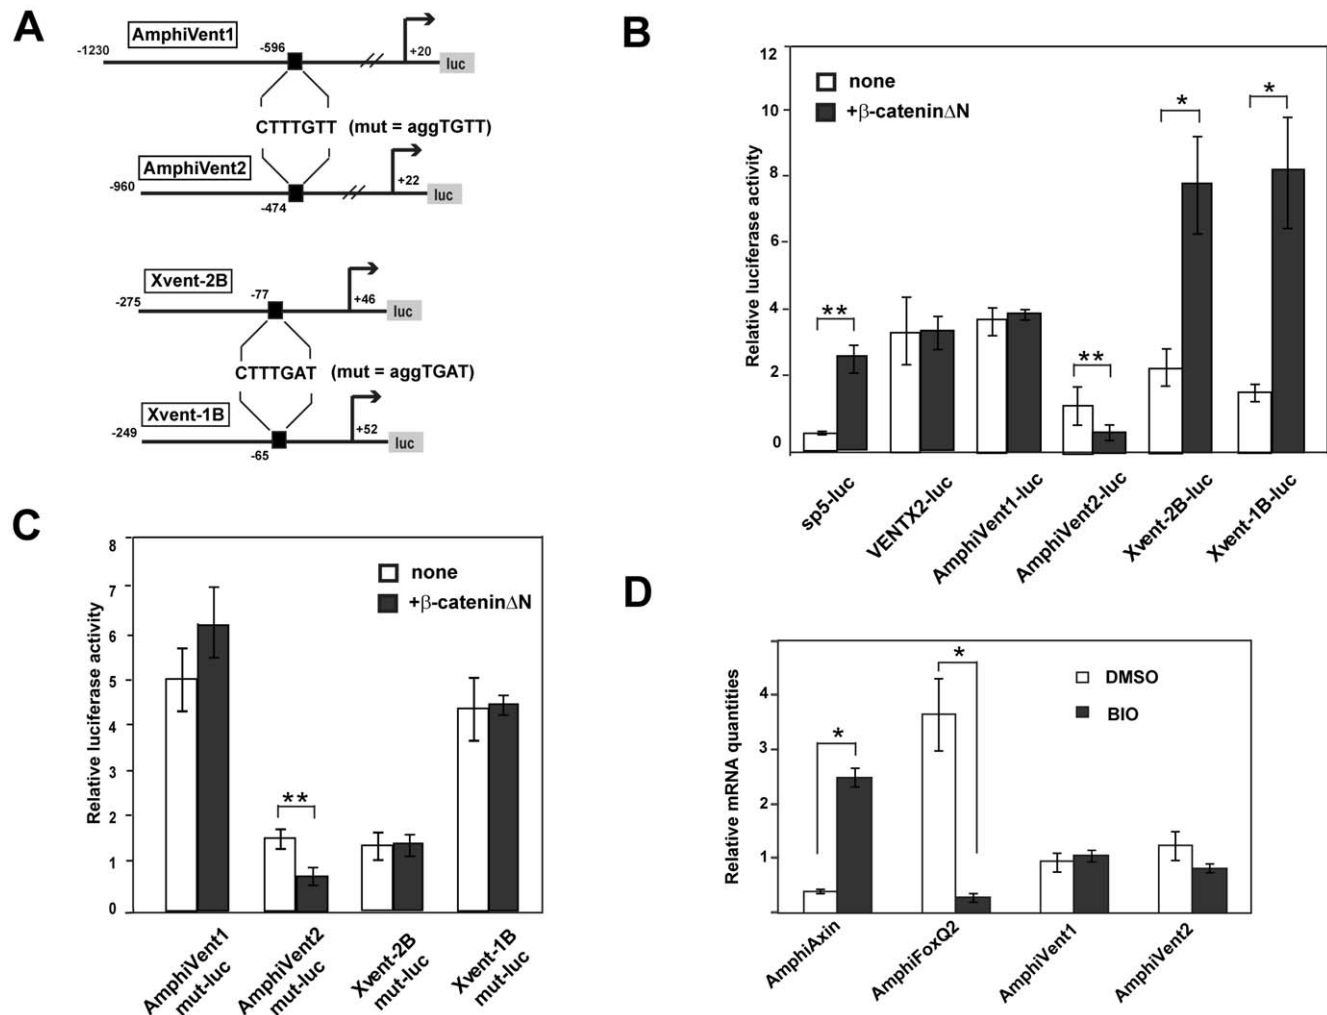 A
AmphiVent1
-1230
-596
+20
luc
CTTTGTT (mut = aggTGTT)
AmphiVent2
-960
-474
+22
luc
Xvent-2B
-275
-77
+46
luc
CTTTGAT (mut = aggTGAT)
Xvent-1B
-249
-65
+52
luc
B
Relative luciferase activity
12
10
8
6
4
2
0
none
+β-cateninΔN
**
**
*
*
sp5-luc
VENTX2-luc
AmphiVent1-luc
AmphiVent2-luc
Xvent-2B-luc
Xvent-1B-luc
C
Relative luciferase activity
8
7
6
5
4
3
2
1
0
none
+β-cateninΔN
**
AmphiVent1
mut-luc
AmphiVent2
mut-luc
Xvent-2B
mut-luc
Xvent-1B
mut-luc
D
Relative mRNA quantities
4
3
2
1
DMSO
BIO
*
*
AmphiAxin
AmphiFoxQ2
AmphiVent1
AmphiVent2